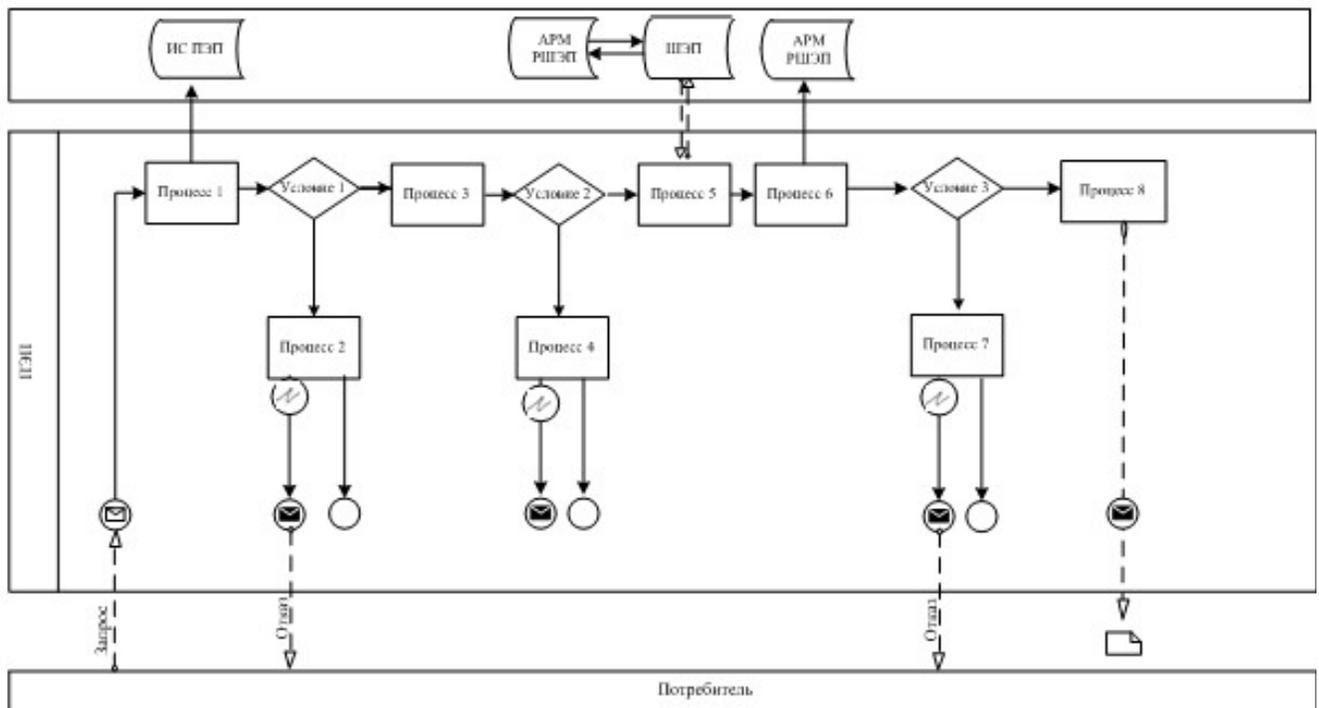 ИС ПЭП
АРМ
РШЭП
ШЭП
АРМ
РШЭП
Процесс 1
Условие 1
Процесс 3
Условие 2
Процесс 5
Процесс 6
Условие 3
Процесс 8
Процесс 2
Процесс 4
Процесс 7
ПЭП
Запрос
Отказ
Отказ
Потребитель